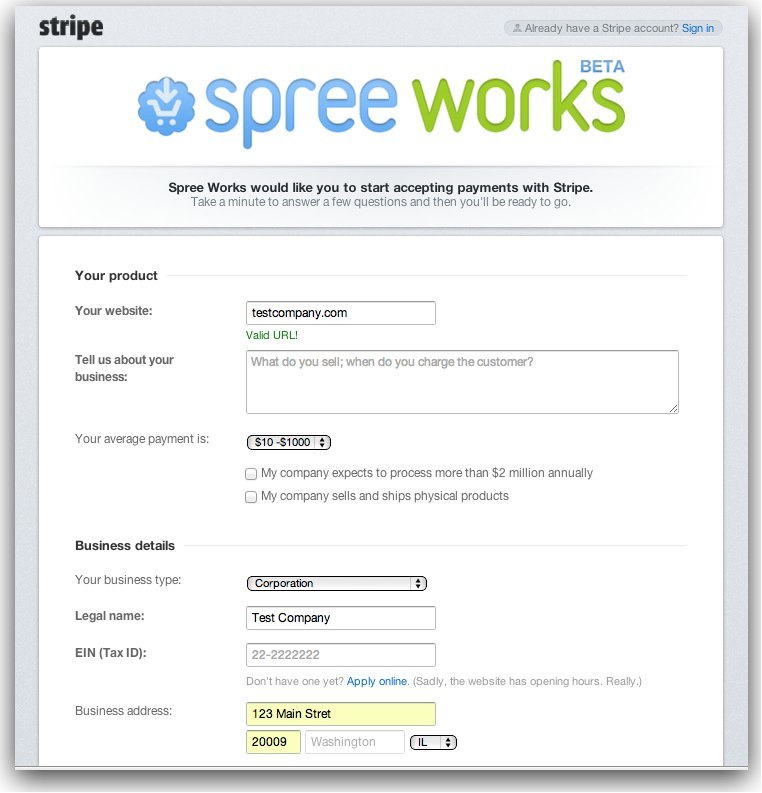 stripe
Already have a Stripe account? Sign in
BETA
spree works
Spree Works would like you to start accepting payments with Stripe.
Take a minute to answer a few questions and then you'll be ready to go.
Your product
Your website: testcompany.com
Valid URL!
Tell us about your
business:
What do you sell; when do you charge the customer?
Your average payment is: $10 -$1000
My company expects to process more than $2 million annually
My company sells and ships physical products
Business details
Your business type: Corporation
Legal name: Test Company
EIN (Tax ID): 22-2222222
Don't have one yet? Apply online. (Sadly, the website has opening hours. Really.)
Business address: 123 Main Stret
20009 Washington IL